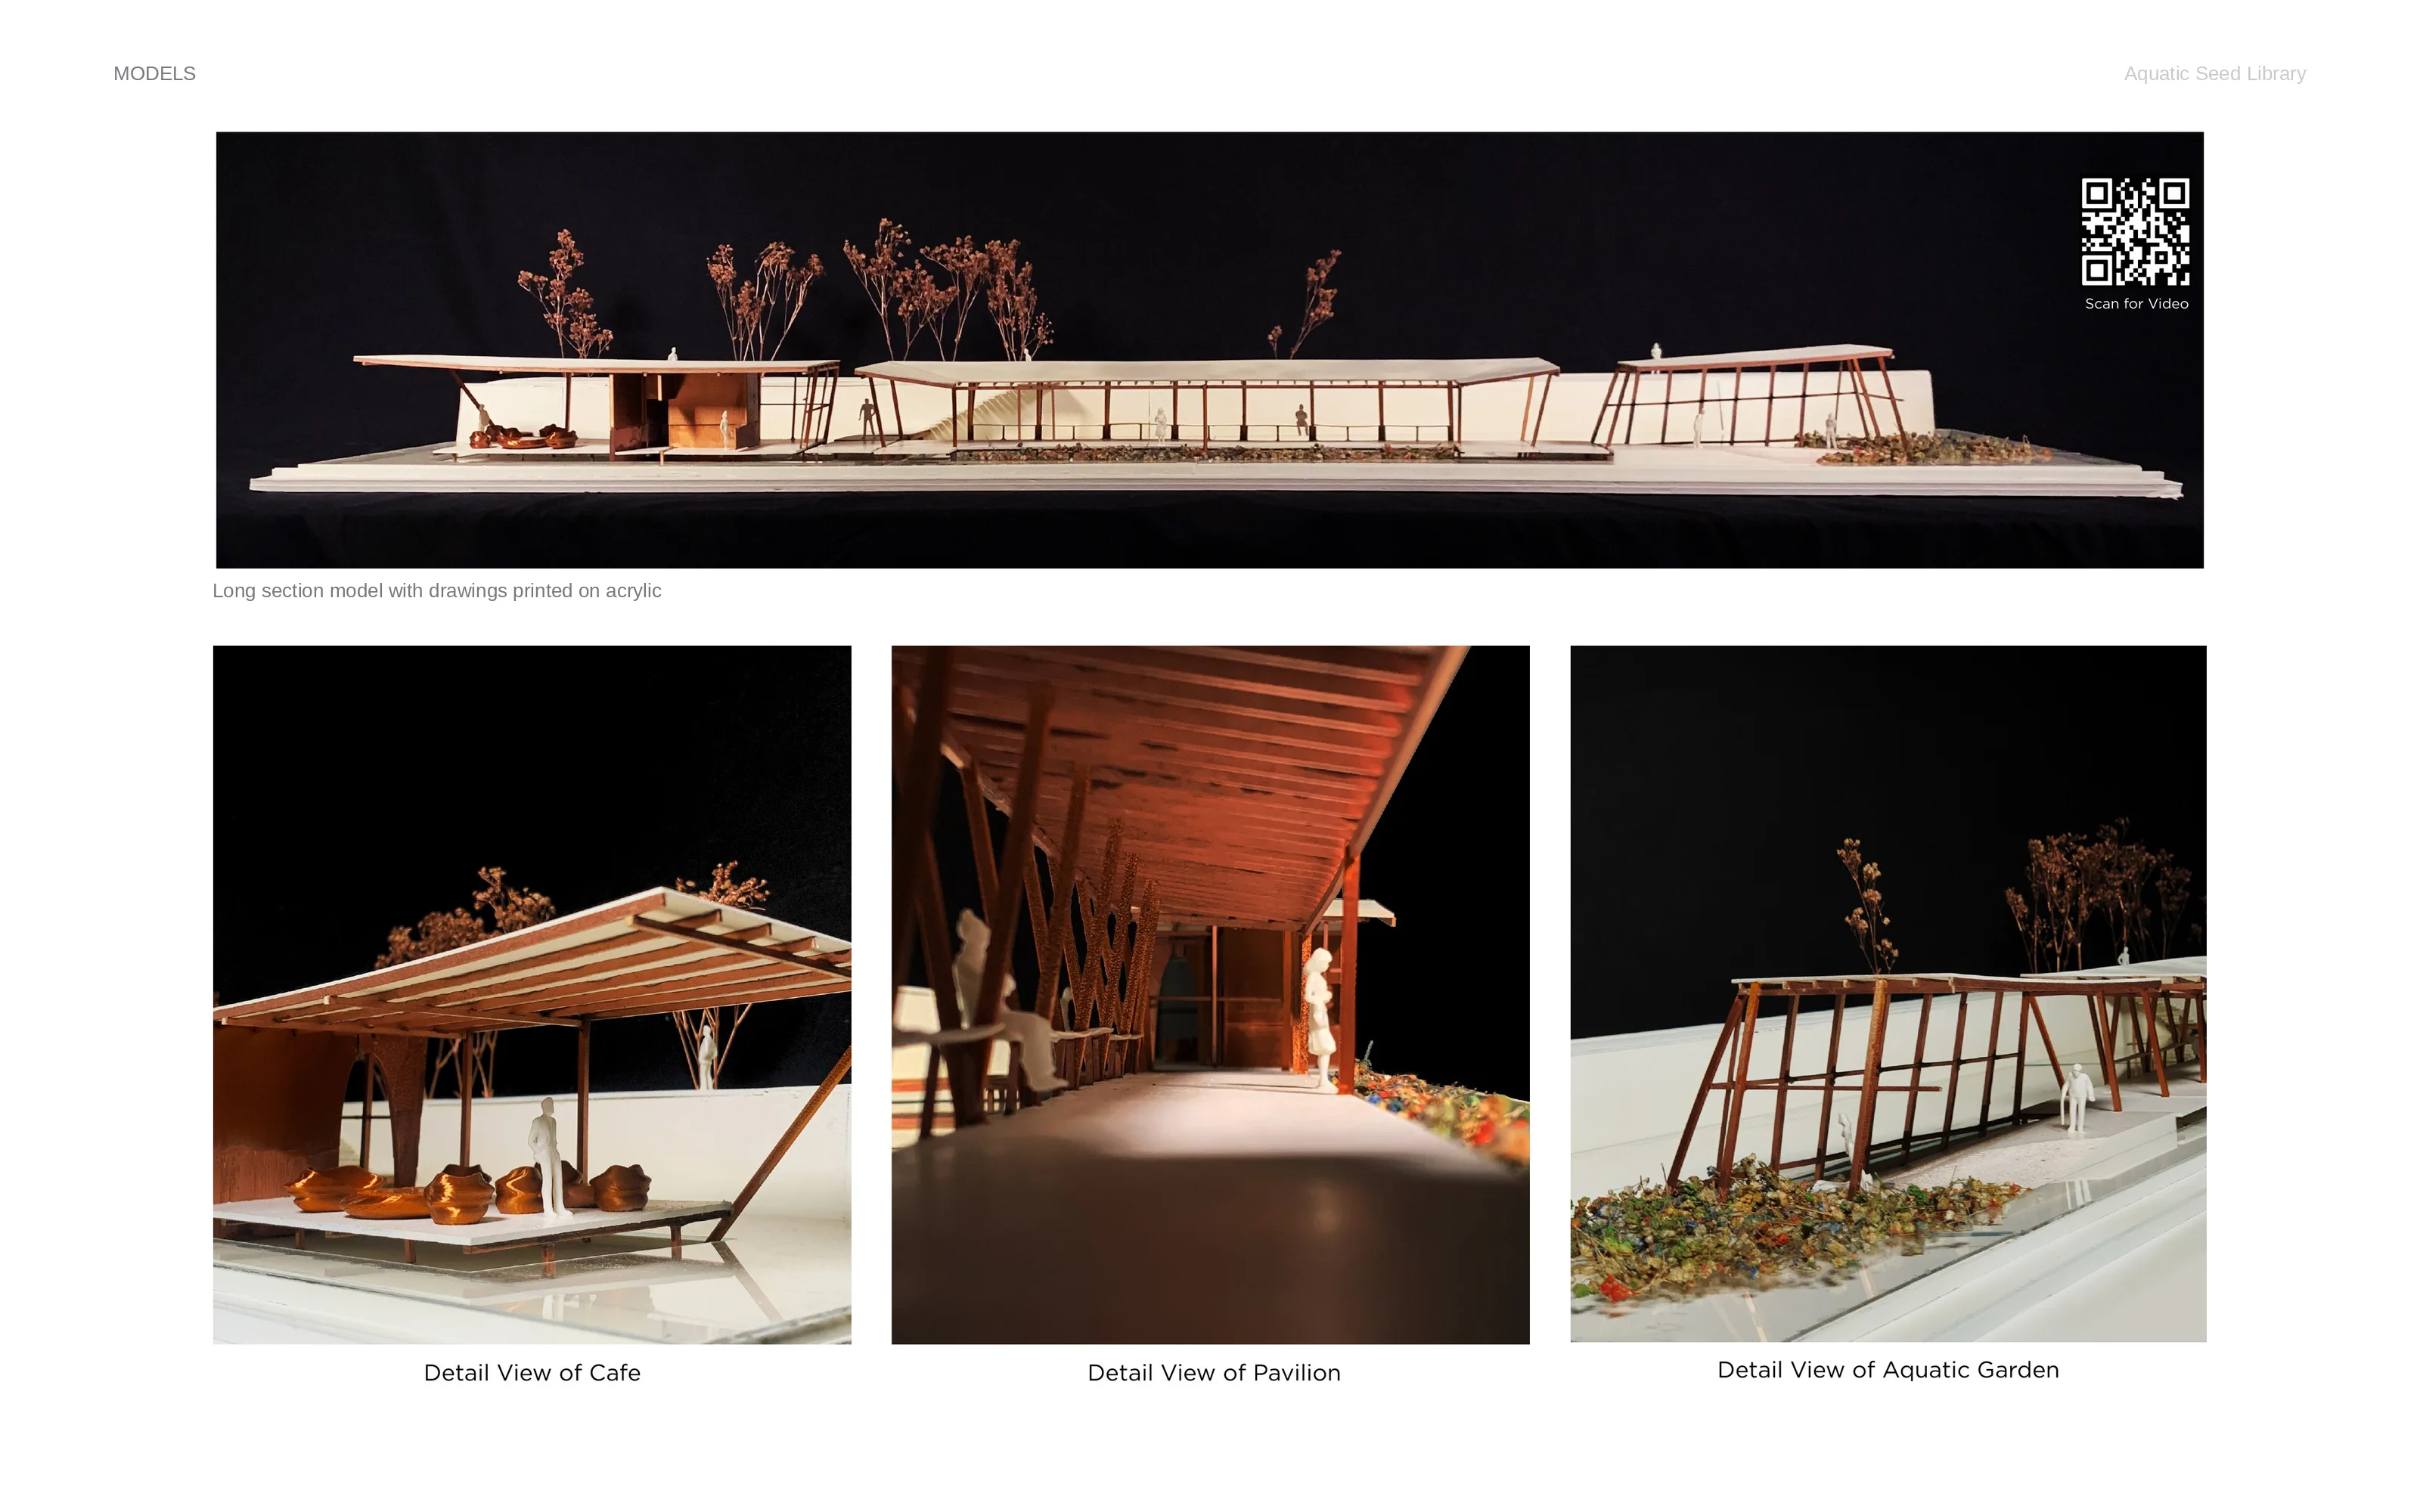 MODELS
Aquatic Seed Library
Scan for Video
Long section model with drawings printed on acrylic
Detail View of Cafe
Detail View of Pavilion
Detail View of Aquatic Garden